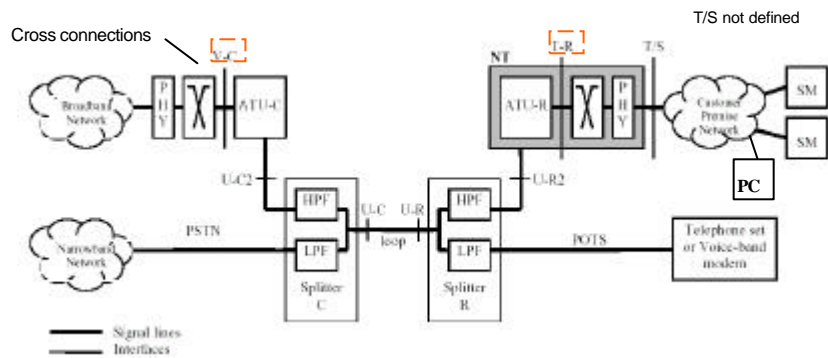 T/S not defined
Cross connections
V-C
NT
T-R
T/S
Broadband
Network
P
H
Y
ATU-C
ATU-R
P
H
Y
Customer
Premise
Network
SM
SM
PC
U-C2
U-R2
HPF
U-C
U-R
HPF
PSTN
loop
POTS
Narrowband
Network
LPF
LPF
Telephone set
or Voice-band
modem
Splitter
C
Splitter
R
Signal lines
Interfaces